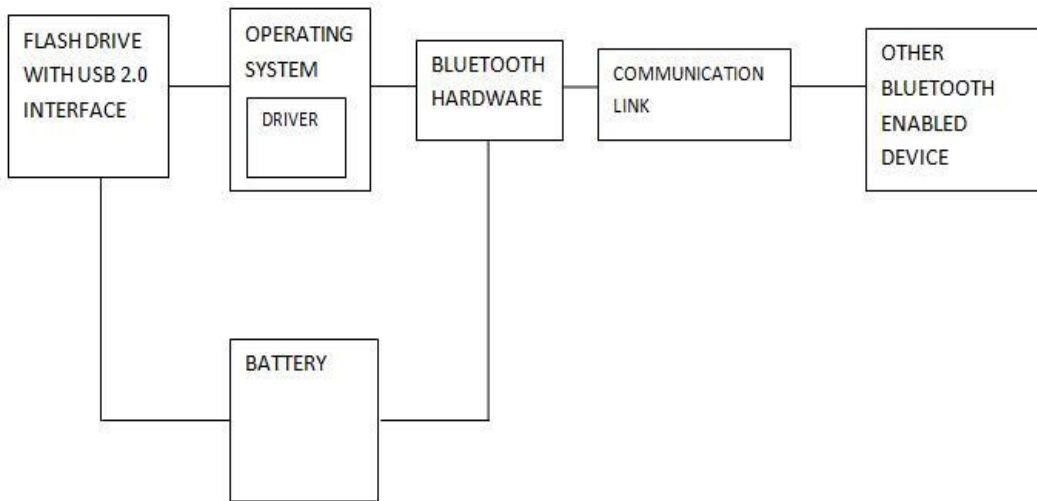 FLASH DRIVE
WITH USB 2.0
INTERFACE
OPERATING
SYSTEM
DRIVER
BLUETOOTH
HARDWARE
COMMUNICATION
LINK
OTHER
BLUETOOTH
ENABLED
DEVICE
BATTERY